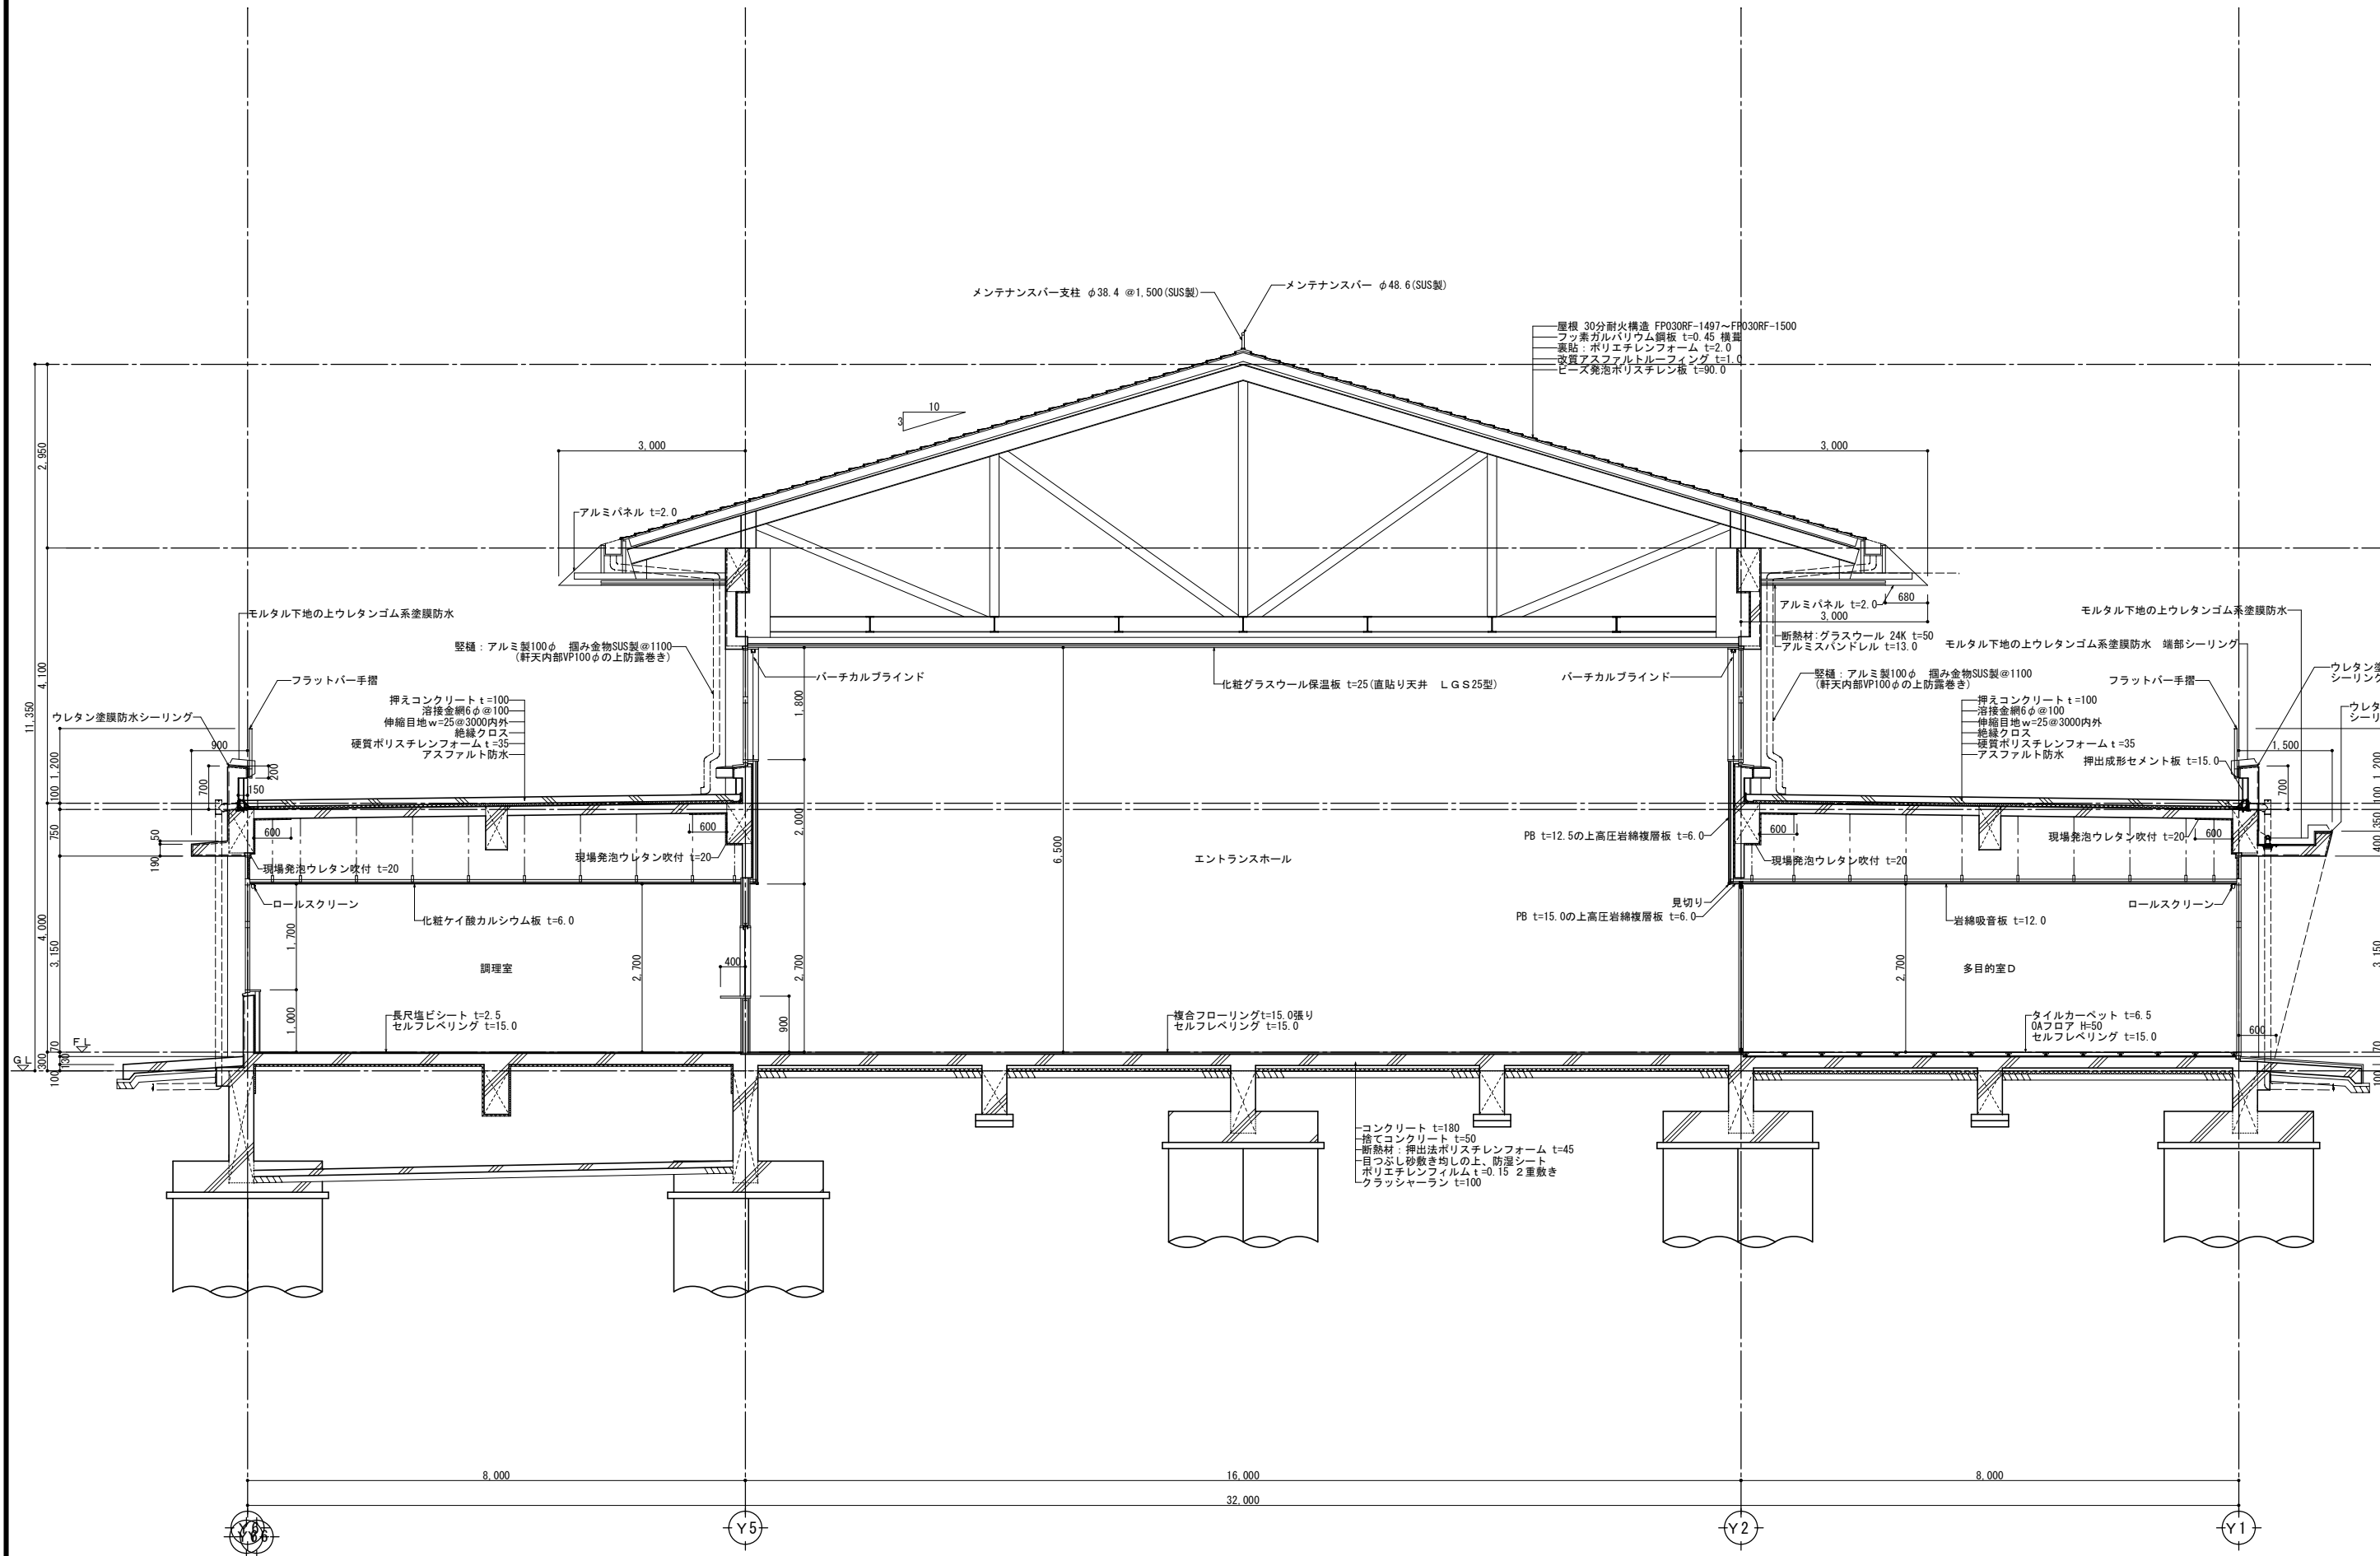 メンテナンスバー支柱 φ38.4 @1,500(SUS製)
メンテナンスバー φ48.6(SUS製)
屋根 30分耐火構造 FP030RF-1497～FP030RF-1500
フッ素ガルバリウム鋼板 t=0.45 横葺
裏貼：ポリエチレンフォーム t=2.0
改質アスファルトルーフィング t=1.0
ビーズ発泡ポリスチレン板 t=90.0
10
3
3,000
3,000
2,950
4,100
11,350
4,000
アルミパネル t=2.0
アルミパネル t=2.0
680
3,000
モルタル下地の上ウレタンゴム系塗膜防水
竪樋：アルミ製100φ 掴み金物SUS製@1100
(軒天内部VP100φの上防露巻き)
断熱材:グラスウール 24K t=50
アルミスパンドレル t=13.0
モルタル下地の上ウレタンゴム系塗膜防水
モルタル下地の上ウレタンゴム系塗膜防水 端部シーリング
フラットバー手摺
バーチカルブラインド
化粧グラスウール保温板 t=25(直貼り天井 ＬＧＳ25型)
バーチカルブラインド
竪樋：アルミ製100φ 掴み金物SUS製@1100
(軒天内部VP100φの上防露巻き)
フラットバー手摺
ウレタン塗
シーリング
ウレタ
シーリ
ウレタン塗膜防水シーリング
押えコンクリートｔ=100
溶接金網6φ@100
伸縮目地ｗ=25@3000内外
絶縁クロス
硬質ポリスチレンフォームｔ=35
アスファルト防水
押えコンクリートｔ=100
溶接金網6φ@100
伸縮目地ｗ=25@3000内外
絶縁クロス
硬質ポリスチレンフォームｔ=35
アスファルト防水
押出成形セメント板 t=15.0
900
200
700
150
1,200
100
750
50
190
600
600
1,800
2,000
6,500
2,700
1,500
700
1,200
100
350
400
600
600
現場発泡ウレタン吹付 t=20
現場発泡ウレタン吹付 t=20
エントランスホール
PB t=12.5の上高圧岩綿複層板 t=6.0
現場発泡ウレタン吹付 t=20
現場発泡ウレタン吹付 t=20
ロールスクリーン
化粧ケイ酸カルシウム板 t=6.0
見切り
PB t=15.0の上高圧岩綿複層板 t=6.0
岩綿吸音板 t=12.0
ロールスクリーン
3,150
1,700
2,700
400
2,700
3,150
調理室
多目的室Ｄ
1,000
900
長尺塩ビシート t=2.5
セルフレベリング t=15.0
複合フローリングt=15.0張り
セルフレベリング t=15.0
タイルカーペット t=6.5
OAフロア H=50
セルフレベリング t=15.0
600
ＦＬ
ＧＬ
300
70
130
100
70
100
コンクリート t=180
捨てコンクリート t=50
断熱材：押出法ポリスチレンフォーム t=45
目つぶし砂敷き均しの上、防湿シート
ポリエチレンフィルムｔ=0.15 ２重敷き
クラッシャーラン t=100
8,000
16,000
8,000
32,000
Ｙ5
Ｙ2
Ｙ1